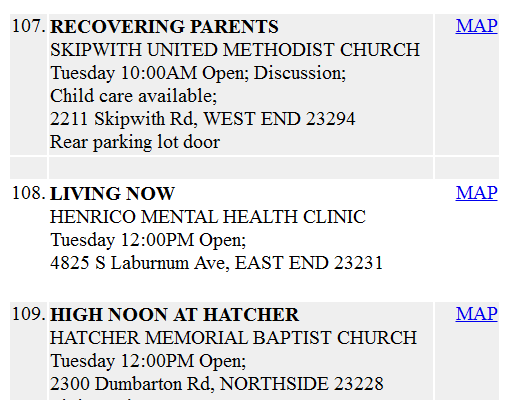 107. RECOVERING PARENTS MAP
SKIPWITH UNITED METHODIST CHURCH
Tuesday 10:00AM Open; Discussion;
Child care available;
2211 Skipwith Rd, WEST END 23294
Rear parking lot door
108. LIVING NOW MAP
HENRICO MENTAL HEALTH CLINIC
Tuesday 12:00PM Open;
4825 S Laburnum Ave, EAST END 23231
109. HIGH NOON AT HATCHER MAP
HATCHER MEMORIAL BAPTIST CHURCH
Tuesday 12:00PM Open;
2300 Dumbarton Rd, NORTHSIDE 23228